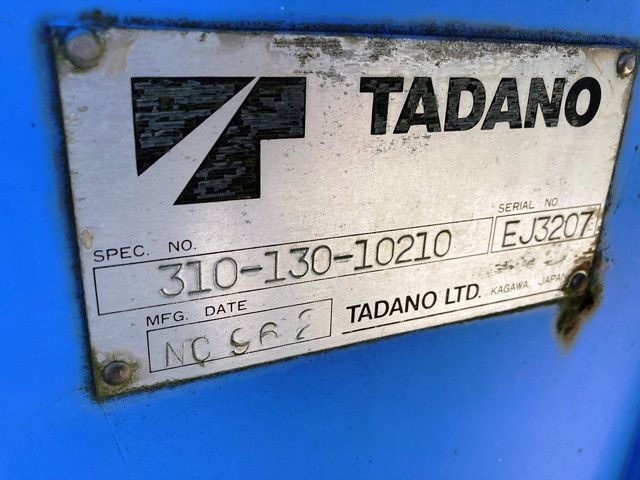 TADANO
SPEC. NO.
310-130-10210
SERIAL NO.
EJ3207
MFG. DATE
TADANO LTD. KAGAWA, JAPAN